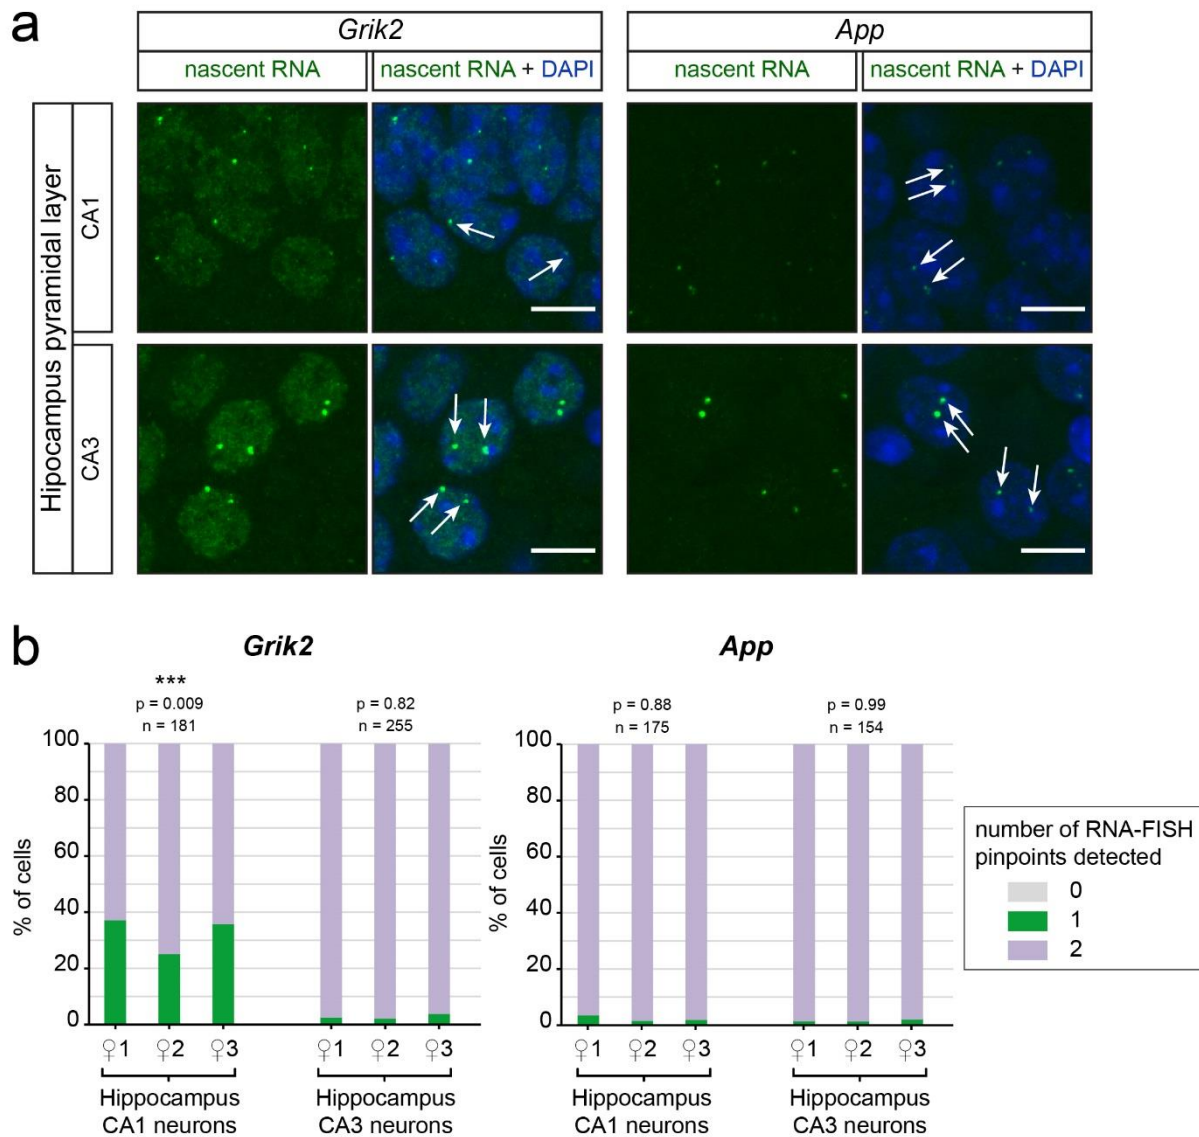 a
Grik2
App
nascent RNA
nascent RNA + DAPI
nascent RNA
nascent RNA + DAPI
Hipocampus pyramidal layer
CA1
CA3
b
Grik2
App
***
p = 0.009
n = 181
p = 0.82
n = 255
p = 0.88
n = 175
p = 0.99
n = 154
% of cells
100
80
60
40
20
0
♀1 ♀2 ♀3
Hippocampus
CA1 neurons
♀1 ♀2 ♀3
Hippocampus
CA3 neurons
% of cells
100
80
60
40
20
0
♀1 ♀2 ♀3
Hippocampus
CA1 neurons
♀1 ♀2 ♀3
Hippocampus
CA3 neurons
number of RNA-FISH
pinpoints detected
0
1
2